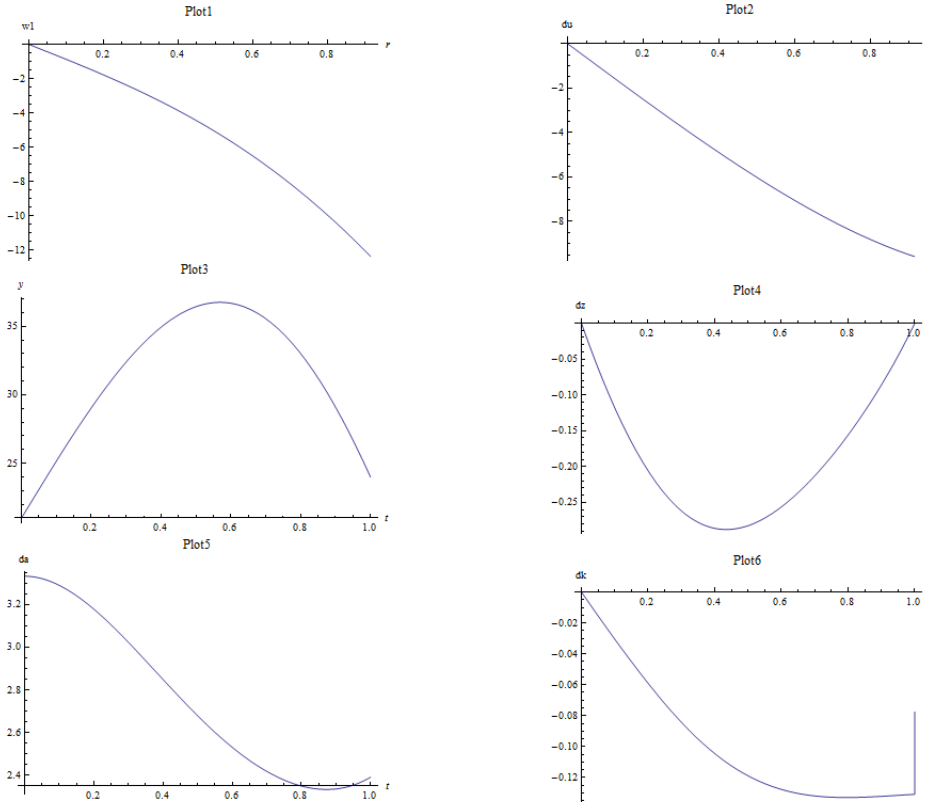 Plot1
w1
0.2 0.4 0.6 0.8 r
−2
−4
−6
−8
−10
−12
Plot2
du
0.2 0.4 0.6 0.8
−2
−4
−6
−8
Plot3
y
35
30
25
0.2 0.4 0.6 0.8 1.0 t
Plot4
dz
0.2 0.4 0.6 0.8 1.0
−0.05
−0.10
−0.15
−0.20
−0.25
Plot5
da
3.2
3.0
2.8
2.6
2.4
0.2 0.4 0.6 0.8 1.0 t
Plot6
dk
0.2 0.4 0.6 0.8 1.0
−0.02
−0.04
−0.06
−0.08
−0.10
−0.12